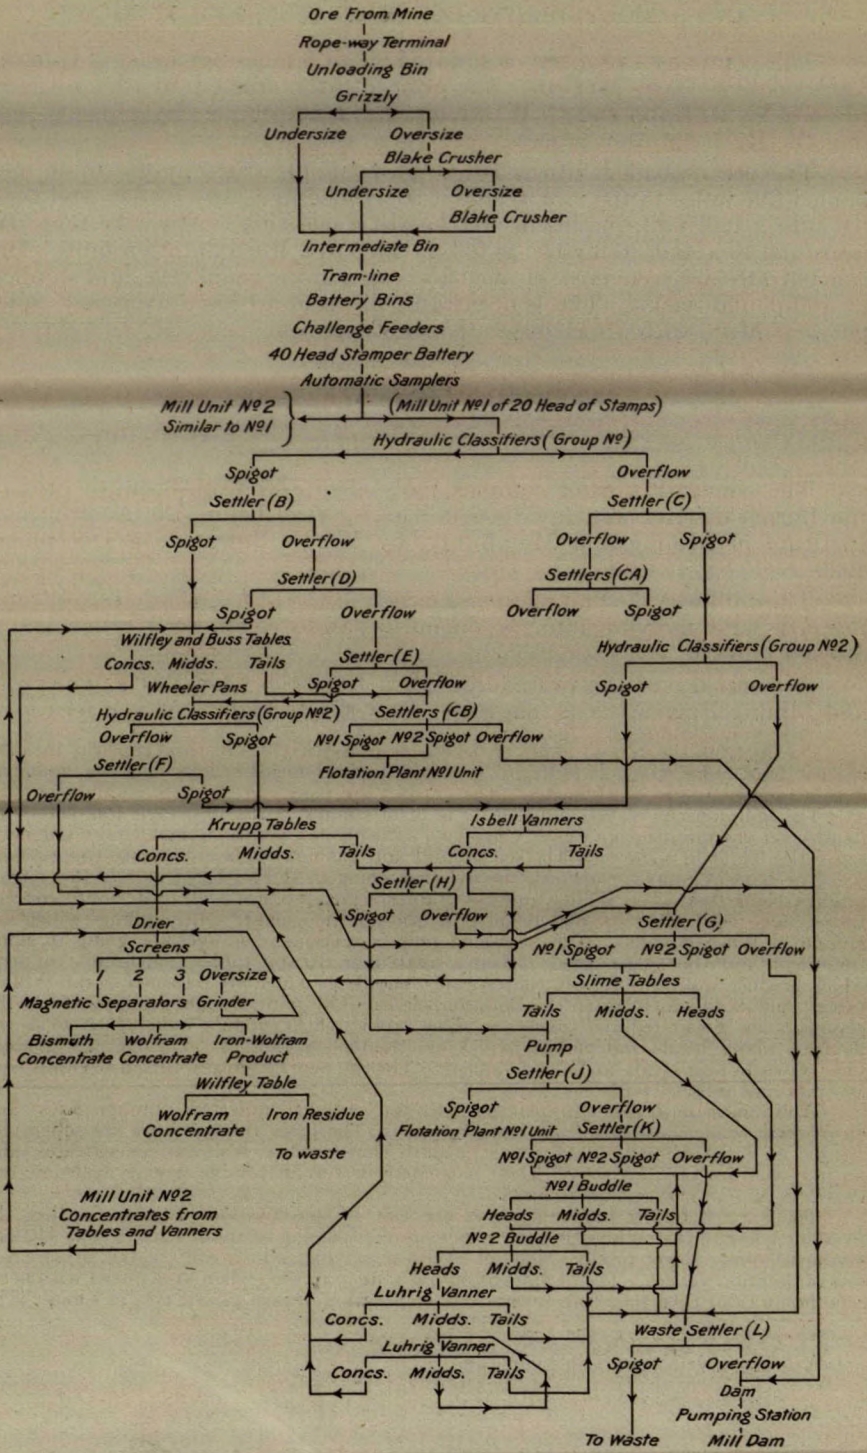 Ore From Mine
Rope-way Terminal
Unloading Bin
Grizzly
Undersize Oversize
Blake Crusher
Undersize Oversize
Blake Crusher
Intermediate Bin
Tram-line
Battery Bins
Challenge Feeders
40 Head Stamper Battery
Automatic Samplers
Mill Unit Nº2 (Mill Unit Nº1 of 20 Head of Stamps)
Similar to Nº1
Hydraulic Classifiers (Group Nº)
Spigot Overflow
Settler (B) Settler (C)
Spigot Overflow Overflow Spigot
Settler (D) Settlers (CA)
Spigot Overflow Overflow Spigot
Wilfley and Buss Tables Hydraulic Classifiers (Group Nº2)
Concs. Midds. Tails Settler (E)
Wheeler Pans Spigot Overflow Spigot Overflow
Hydraulic Classifiers (Group Nº2) Settlers (CB)
Overflow Spigot Nº1 Spigot Nº2 Spigot Overflow
Settler (F) Flotation Plant Nº1 Unit
Overflow Spigot
Krupp Tables Isbell Vanners
Concs. Midds. Tails Concs. Tails
Settler (H)
Spigot Overflow
Drier Settler (G)
Screens Nº1 Spigot Nº2 Spigot Overflow
1 2 3 Oversize Slime Tables
Magnetic Separators Grinder
Tails Midds. Heads
Bismuth Wolfram Iron-Wolfram
Concentrate Concentrate Product
Pump
Settler (J)
Wilfley Table
Spigot Overflow
Wolfram Iron Residue
Concentrate
Flotation Plant Nº1 Unit Settler (K)
To waste
Nº1 Spigot Nº2 Spigot Overflow
Nº1 Buddle
Mill Unit Nº2
Concentrates from
Tables and Vanners
Heads Midds. Tails
Nº2 Buddle
Heads Midds. Tails
Luhrig Vanner
Concs. Midds. Tails
Waste Settler (L)
Luhrig Vanner
Spigot Overflow
Concs. Midds. Tails
Dam
Pumping Station
To Waste Mill Dam